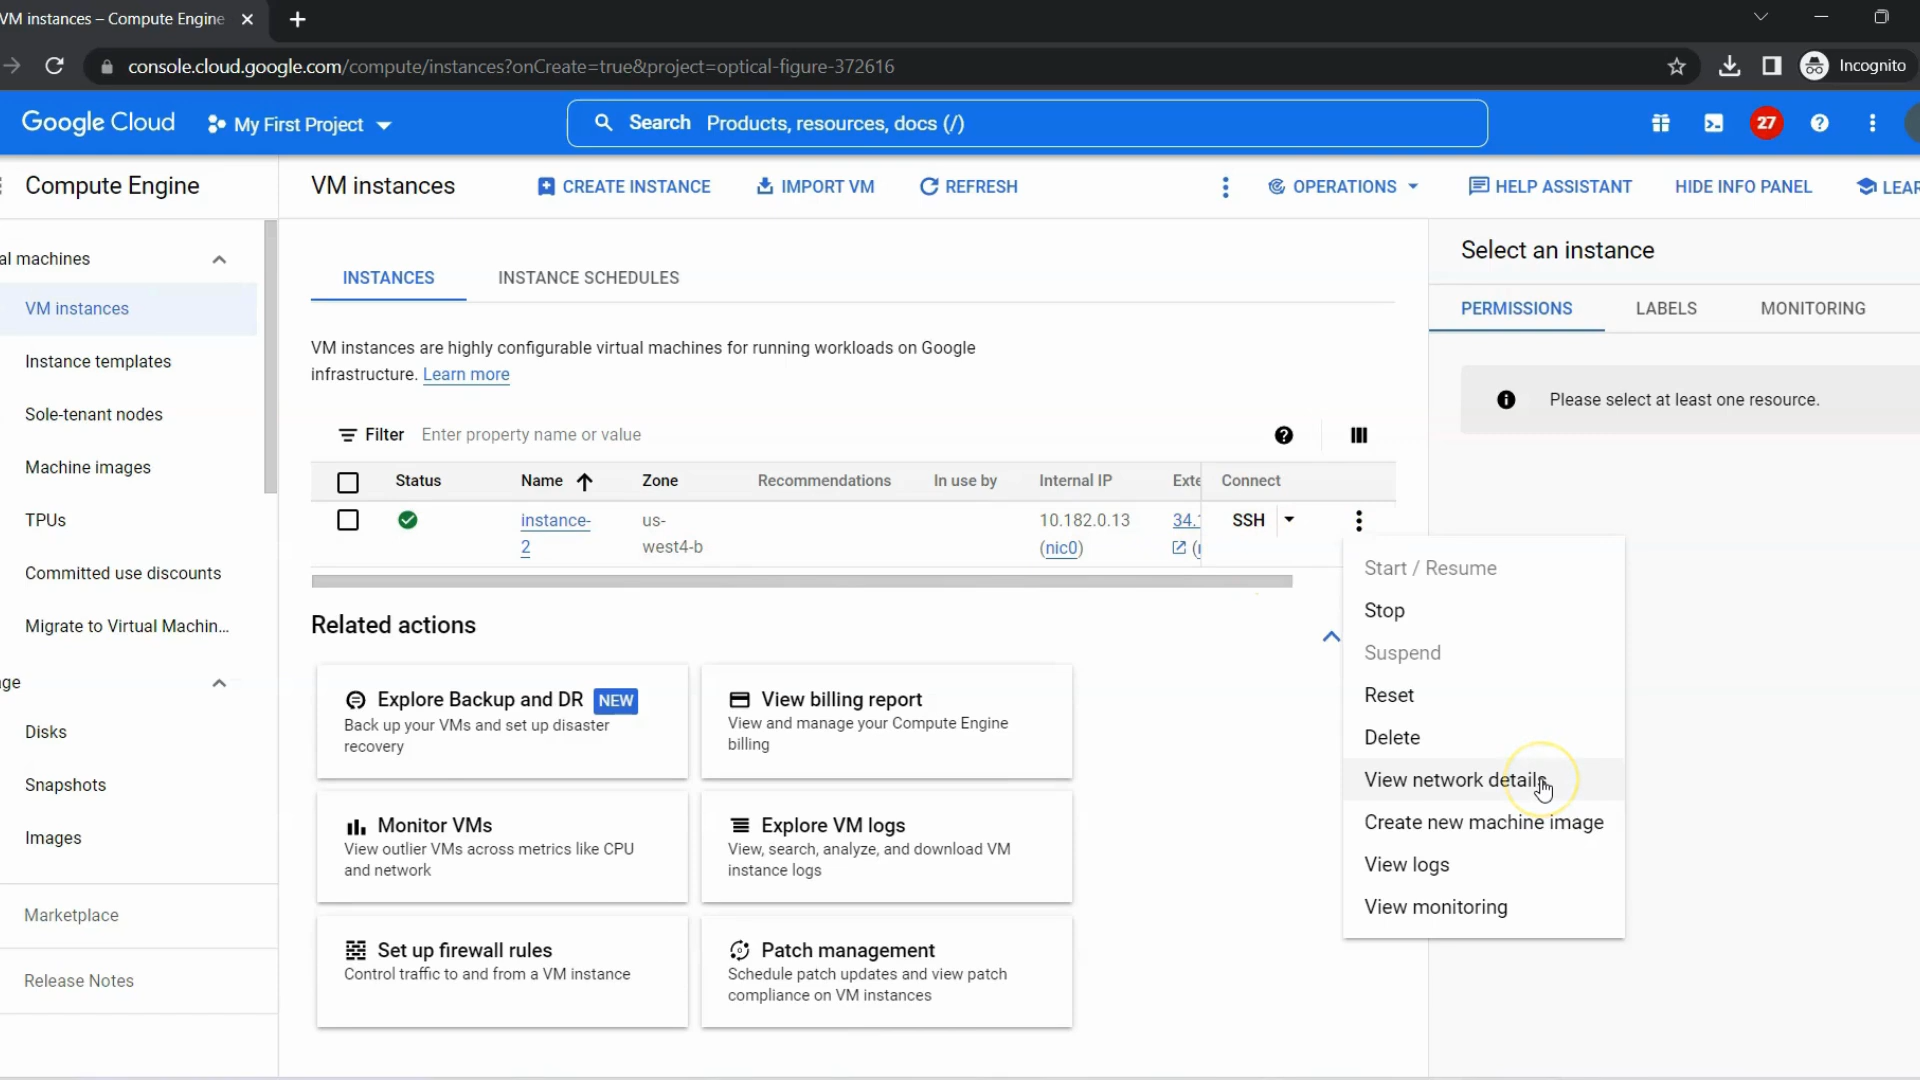 VM instances – Compute Engine
console.cloud.google.com/compute/instances?onCreate=true&project=optical-figure-372616
Incognito
Google Cloud
My First Project
Search Products, resources, docs (/)
27
Compute Engine
VM instances
CREATE INSTANCE
IMPORT VM
REFRESH
OPERATIONS
HELP ASSISTANT
HIDE INFO PANEL
LEAR
al machines
VM instances
Instance templates
Sole-tenant nodes
Machine images
TPUs
Committed use discounts
Migrate to Virtual Machin...
ge
Disks
Snapshots
Images
Marketplace
Release Notes
INSTANCES
INSTANCE SCHEDULES
VM instances are highly configurable virtual machines for running workloads on Google
infrastructure. Learn more
Filter Enter property name or value
Status Name Zone Recommendations In use by Internal IP Exte Connect
instance- us- 10.182.0.13 34. SSH
2 west4-b (nic0) (
Related actions
Explore Backup and DR NEW
Back up your VMs and set up disaster
recovery
View billing report
View and manage your Compute Engine
billing
Monitor VMs
View outlier VMs across metrics like CPU
and network
Explore VM logs
View, search, analyze, and download VM
instance logs
Set up firewall rules
Control traffic to and from a VM instance
Patch management
Schedule patch updates and view patch
compliance on VM instances
Start / Resume
Stop
Suspend
Reset
Delete
View network details
Create new machine image
View logs
View monitoring
Select an instance
PERMISSIONS
LABELS
MONITORING
Please select at least one resource.